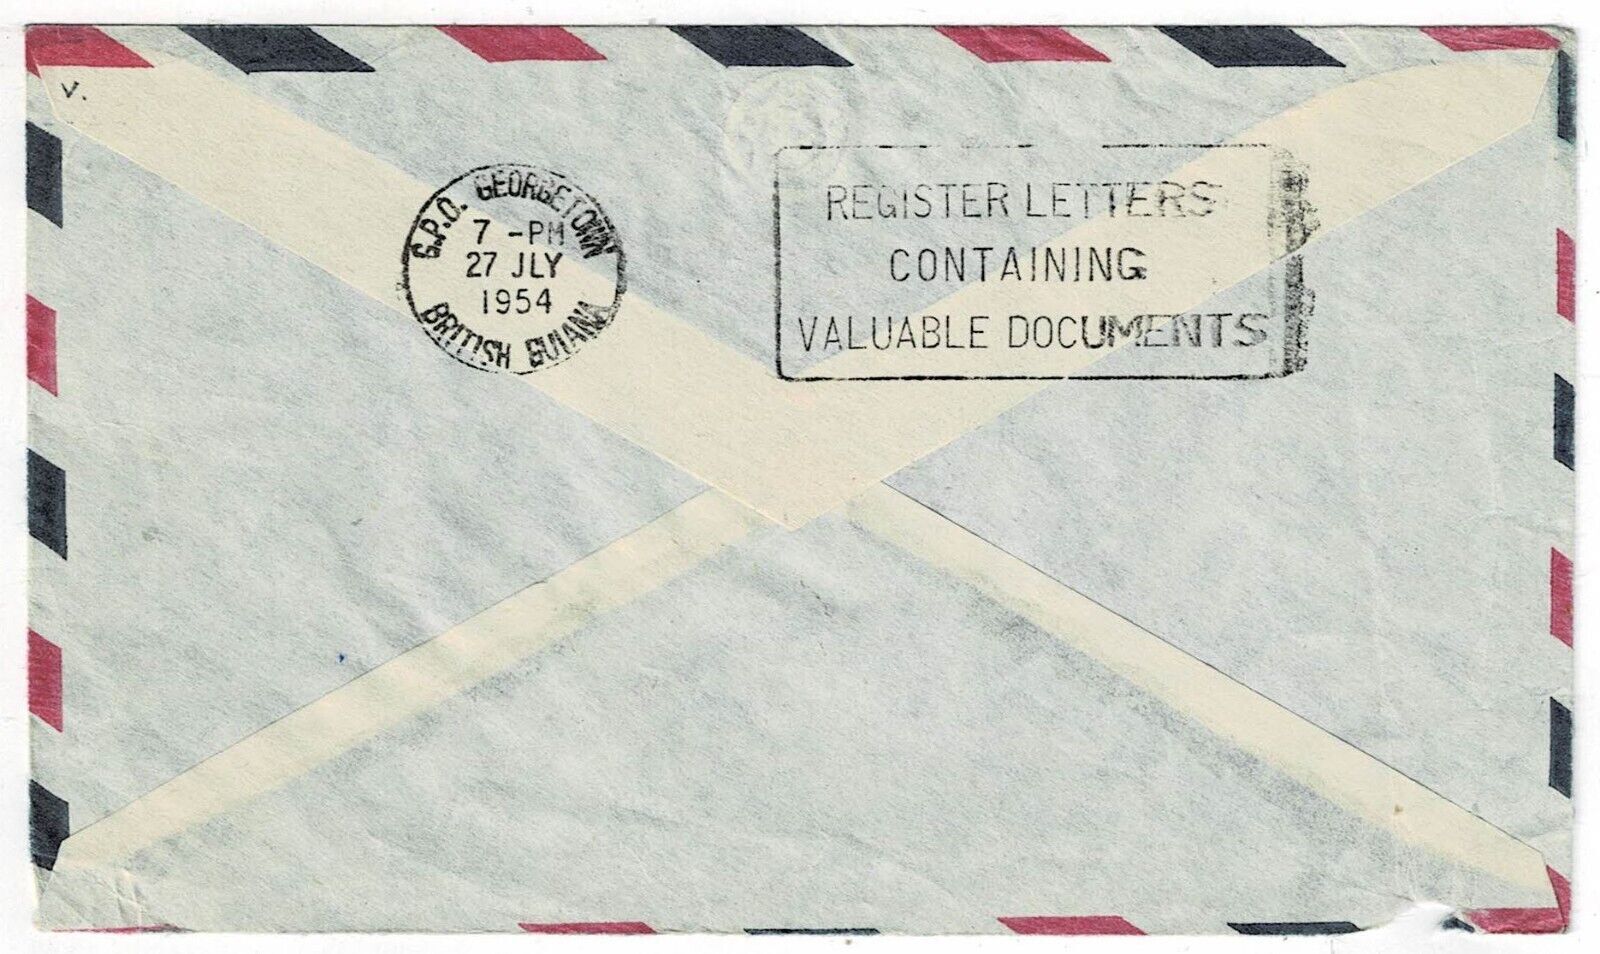 v.
G.P.O. GEORGETOWN
7 - PM
27 JLY
1954
BRITISH GUIANA
REGISTER LETTERS
CONTAINING
VALUABLE DOCUMENTS